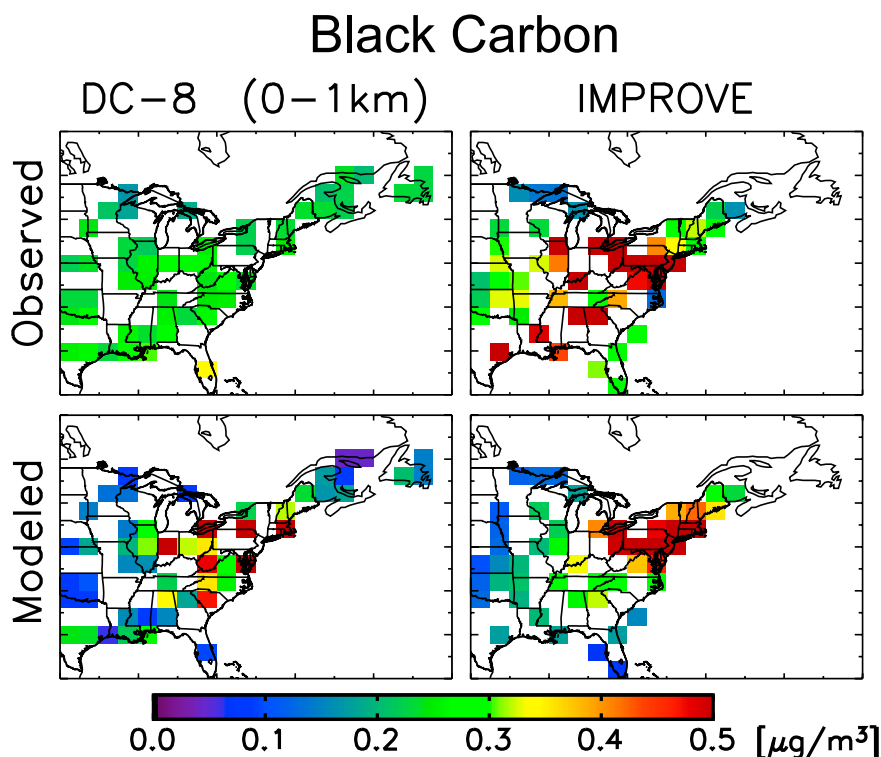 Black Carbon
DC-8 (0-1km)
IMPROVE
Observed
Modeled
0.0 0.1 0.2 0.3 0.4 0.5 [μg/m³]